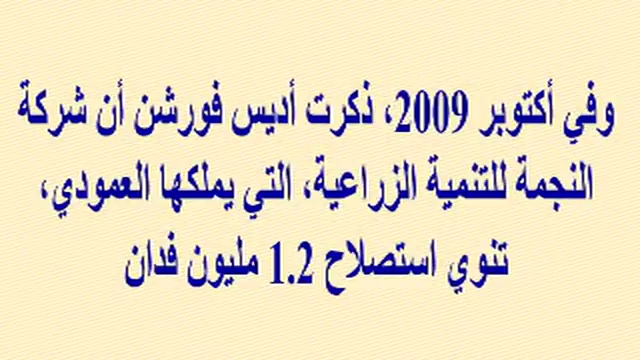 وفي أكتوبر 2009، ذكرت أديس فورشن أن شركة
النجمة للتنمية الزراعية، التي يملكها العمودي،
تنوي استصلاح 1.2 مليون فدان